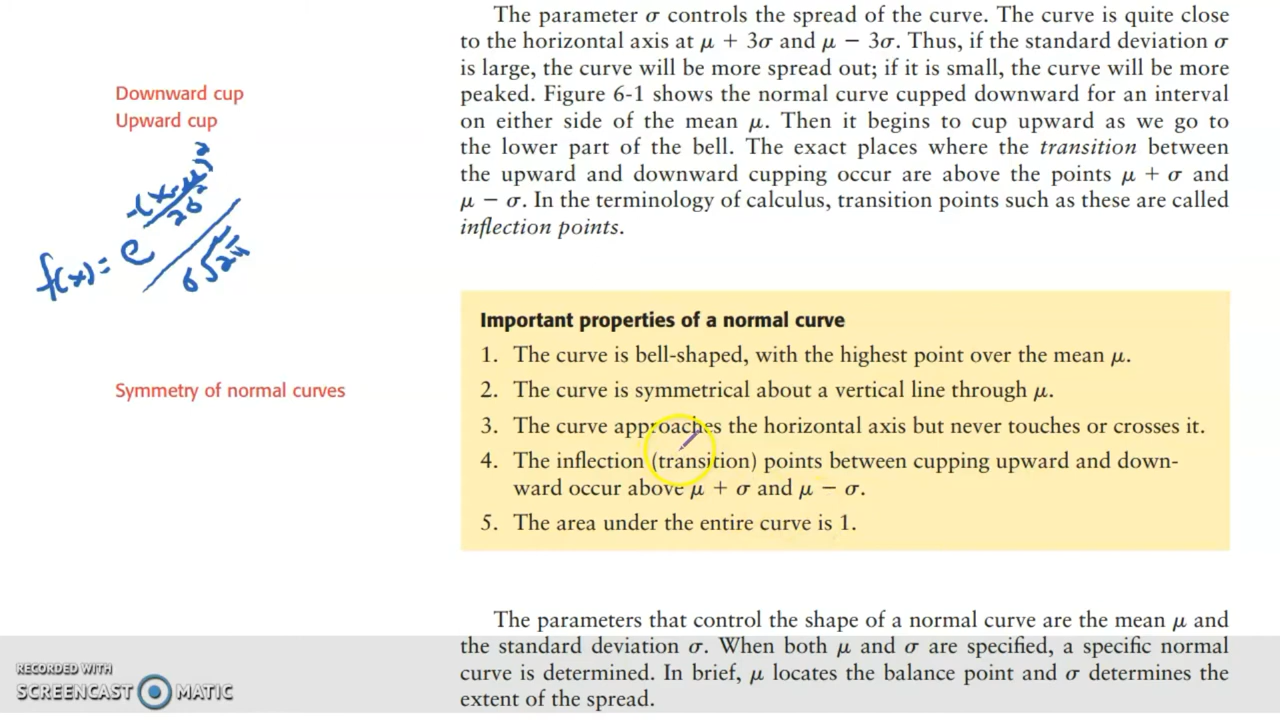 The parameter σ controls the spread of the curve. The curve is quite close
to the horizontal axis at μ + 3σ and μ − 3σ. Thus, if the standard deviation σ
is large, the curve will be more spread out; if it is small, the curve will be more
peaked. Figure 6-1 shows the normal curve cupped downward for an interval
on either side of the mean μ. Then it begins to cup upward as we go to
the lower part of the bell. The exact places where the transition between
the upward and downward cupping occur are above the points μ + σ and
μ − σ. In the terminology of calculus, transition points such as these are called
inflection points.
Downward cup
Upward cup
f(x) = e^(-(x-μ)²/2σ²) / σ√2π
Symmetry of normal curves
Important properties of a normal curve
1. The curve is bell-shaped, with the highest point over the mean μ.
2. The curve is symmetrical about a vertical line through μ.
3. The curve approaches the horizontal axis but never touches or crosses it.
4. The inflection (transition) points between cupping upward and down-
ward occur above μ + σ and μ − σ.
5. The area under the entire curve is 1.
The parameters that control the shape of a normal curve are the mean μ and
the standard deviation σ. When both μ and σ are specified, a specific normal
curve is determined. In brief, μ locates the balance point and σ determines the
extent of the spread.
RECORDED WITH
SCREENCAST MATIC